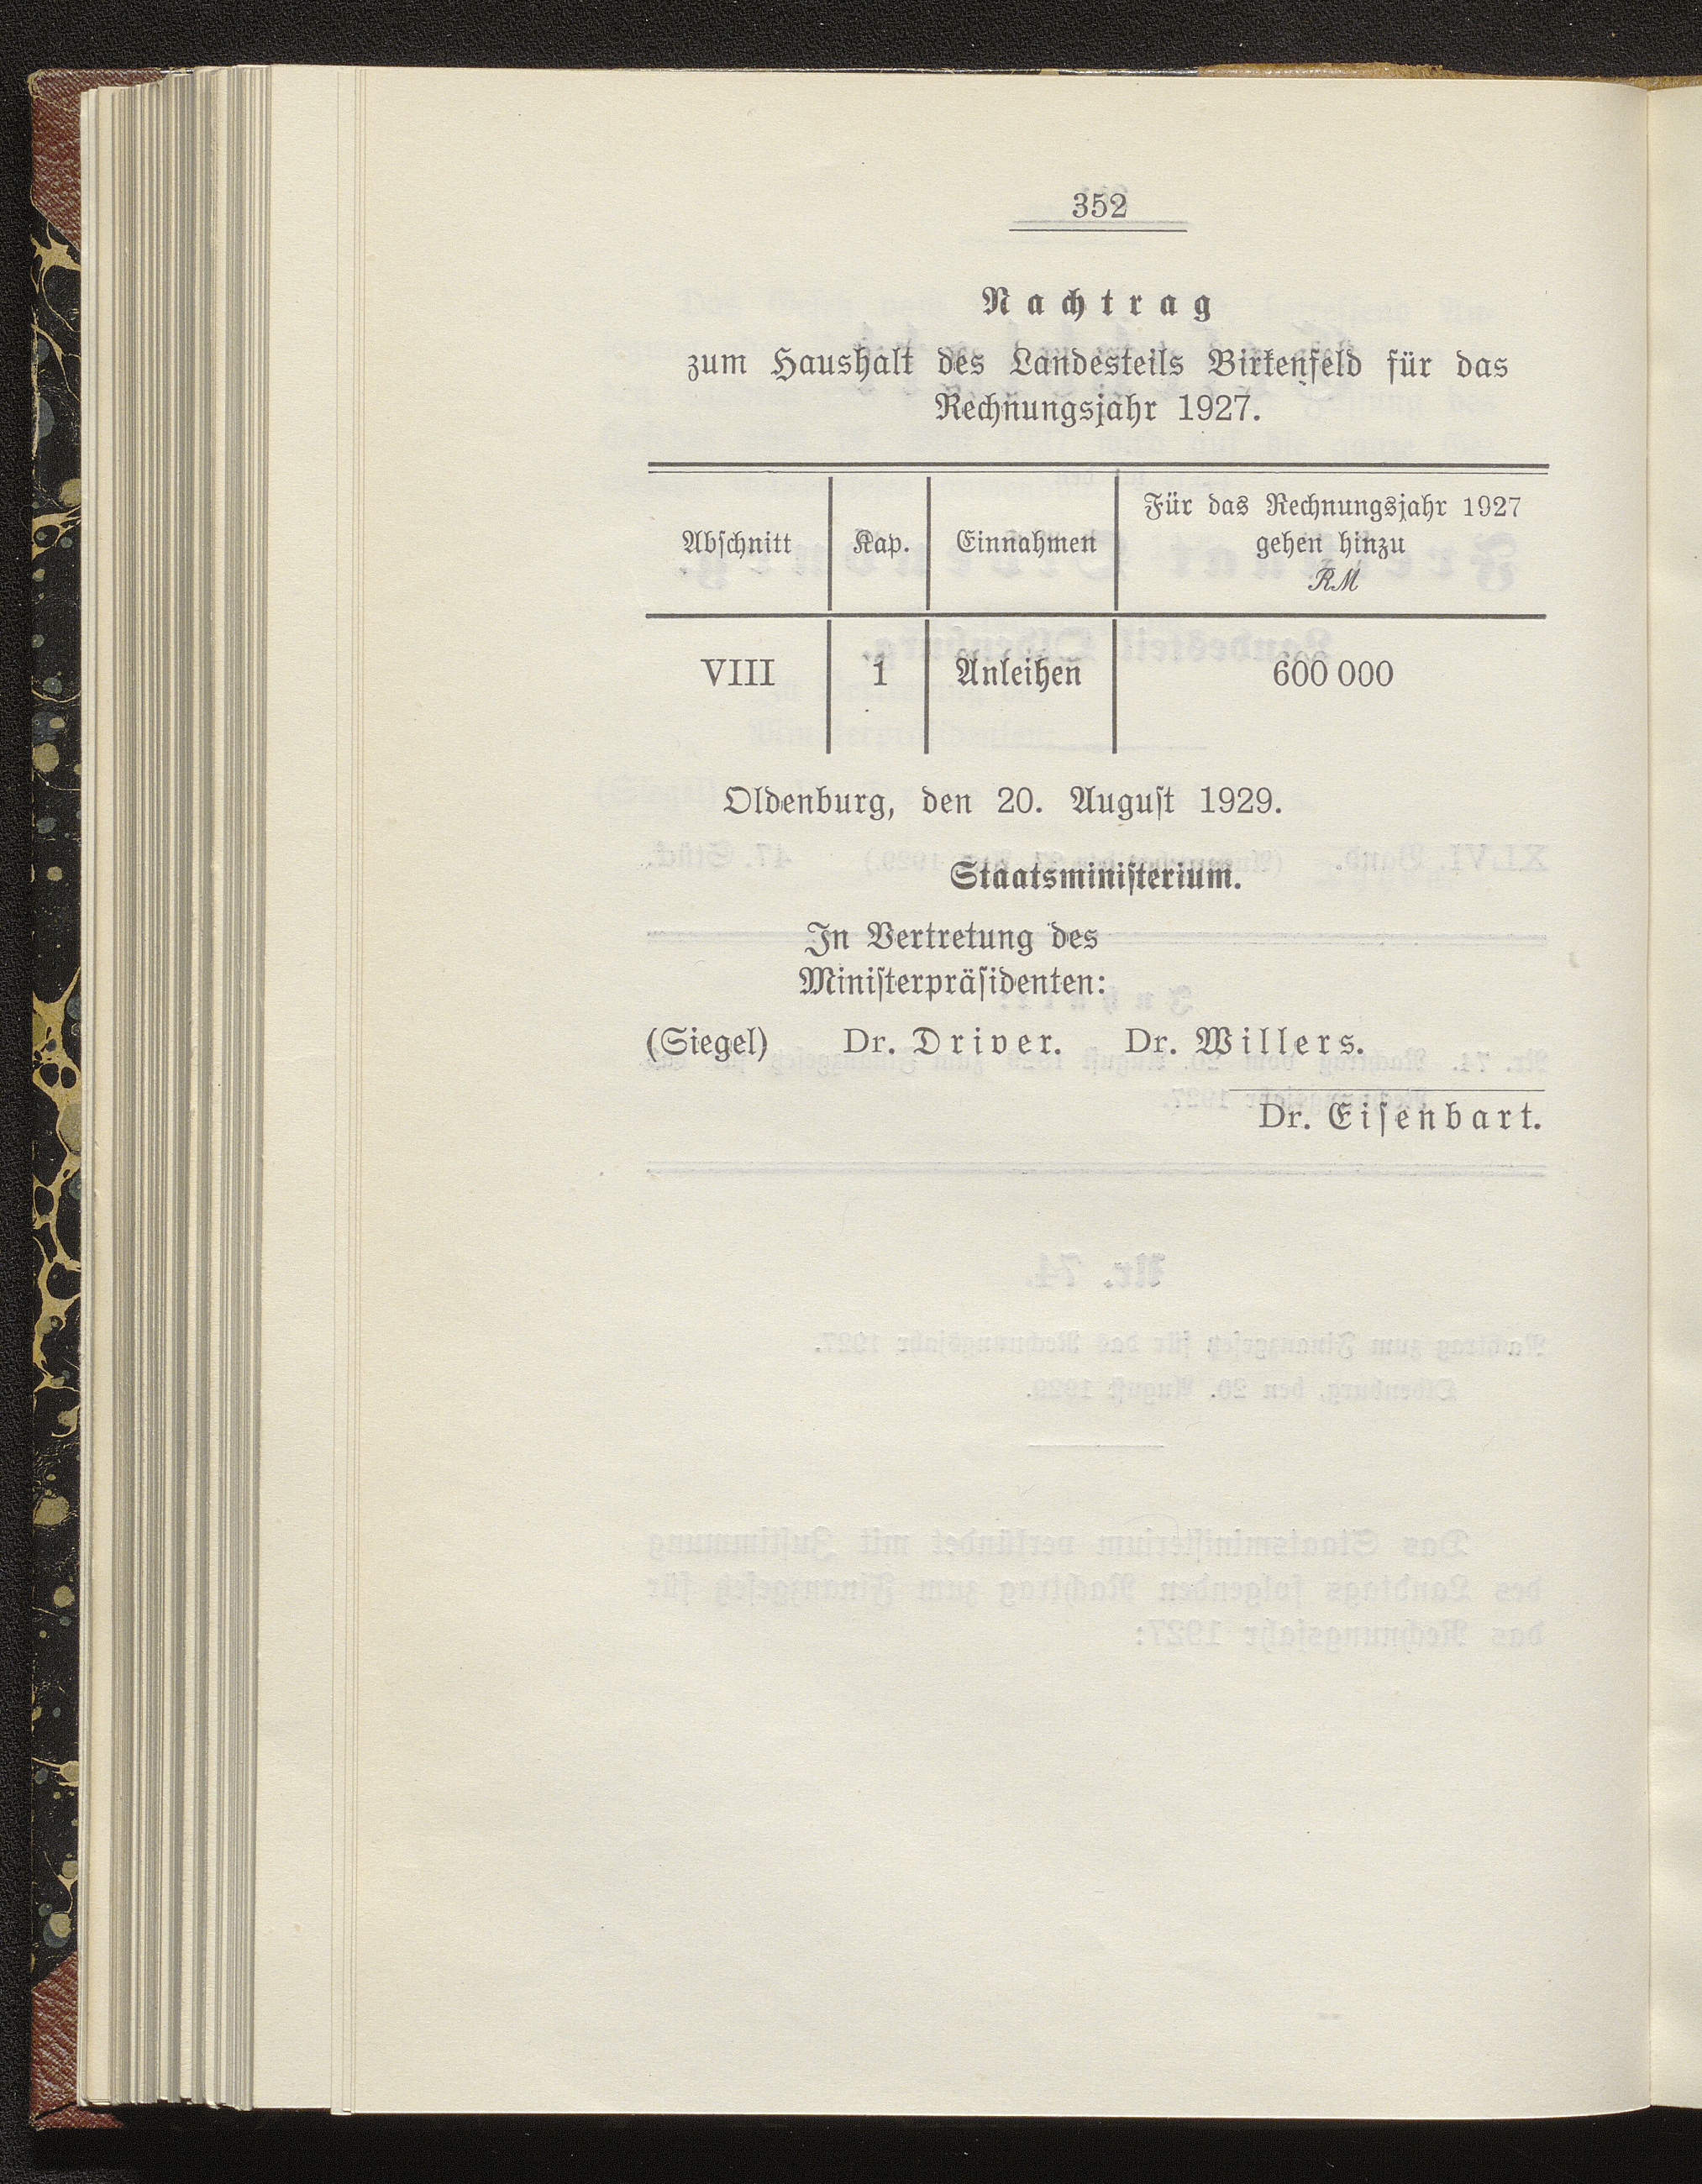 352
Nachtrag
zum Haushalt des Landesteils Birkenfeld für das
Rechnungsjahr 1927.
Abschnitt Kap. Einnahmen Für das Rechnungsjahr 1927
gehen hinzu
RM
VIII 1 Anleihen 600 000
Oldenburg, den 20. August 1929.
Staatsministerium.
In Vertretung des
Ministerpräsidenten:
(Siegel) Dr. Driver. Dr. Willers.
Dr. Eisenbart.